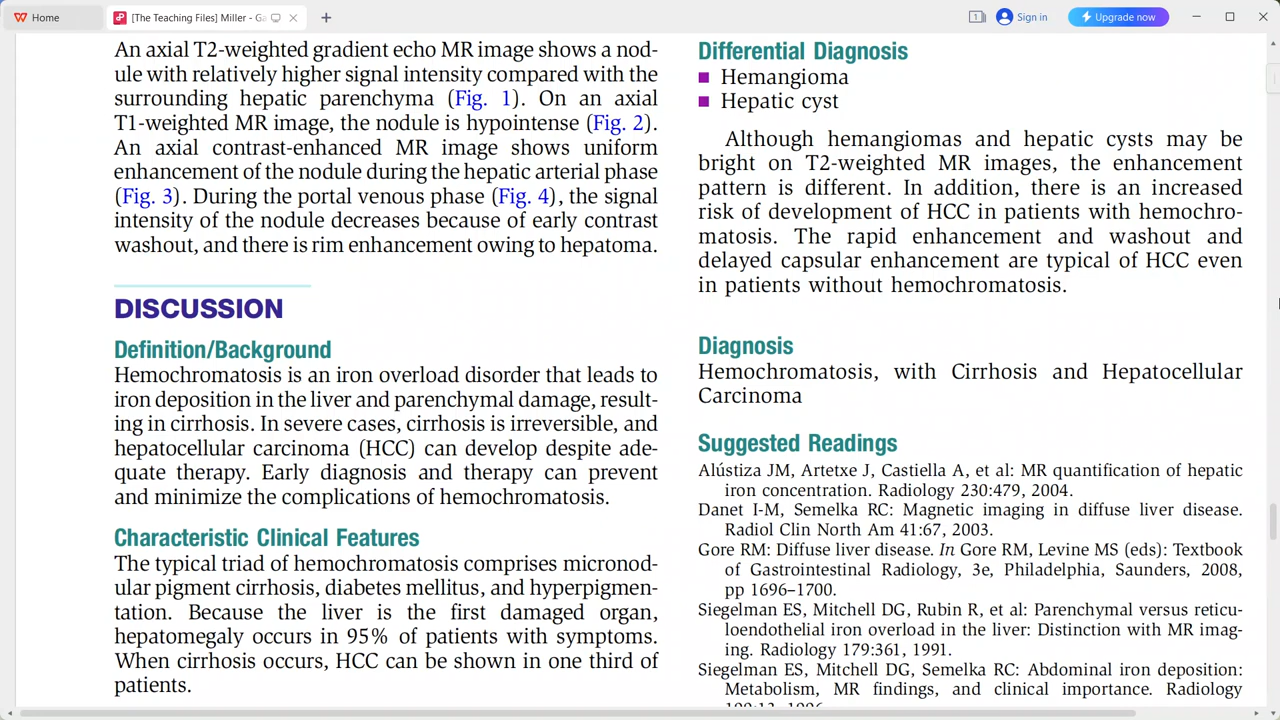 Home
[The Teaching Files] Miller - Ga
Sign in
Upgrade now
An axial T2-weighted gradient echo MR image shows a nod-
ule with relatively higher signal intensity compared with the
surrounding hepatic parenchyma (Fig. 1). On an axial
T1-weighted MR image, the nodule is hypointense (Fig. 2).
An axial contrast-enhanced MR image shows uniform
enhancement of the nodule during the hepatic arterial phase
(Fig. 3). During the portal venous phase (Fig. 4), the signal
intensity of the nodule decreases because of early contrast
washout, and there is rim enhancement owing to hepatoma.
DISCUSSION
Definition/Background
Hemochromatosis is an iron overload disorder that leads to
iron deposition in the liver and parenchymal damage, result-
ing in cirrhosis. In severe cases, cirrhosis is irreversible, and
hepatocellular carcinoma (HCC) can develop despite ade-
quate therapy. Early diagnosis and therapy can prevent
and minimize the complications of hemochromatosis.
Characteristic Clinical Features
The typical triad of hemochromatosis comprises micronod-
ular pigment cirrhosis, diabetes mellitus, and hyperpigmen-
tation. Because the liver is the first damaged organ,
hepatomegaly occurs in 95% of patients with symptoms.
When cirrhosis occurs, HCC can be shown in one third of
patients.
Differential Diagnosis
■ Hemangioma
■ Hepatic cyst
Although hemangiomas and hepatic cysts may be
bright on T2-weighted MR images, the enhancement
pattern is different. In addition, there is an increased
risk of development of HCC in patients with hemochro-
matosis. The rapid enhancement and washout and
delayed capsular enhancement are typical of HCC even
in patients without hemochromatosis.
Diagnosis
Hemochromatosis, with Cirrhosis and Hepatocellular
Carcinoma
Suggested Readings
Alústiza JM, Artetxe J, Castiella A, et al: MR quantification of hepatic
iron concentration. Radiology 230:479, 2004.
Danet I-M, Semelka RC: Magnetic imaging in diffuse liver disease.
Radiol Clin North Am 41:67, 2003.
Gore RM: Diffuse liver disease. In Gore RM, Levine MS (eds): Textbook
of Gastrointestinal Radiology, 3e, Philadelphia, Saunders, 2008,
pp 1696–1700.
Siegelman ES, Mitchell DG, Rubin R, et al: Parenchymal versus reticu-
loendothelial iron overload in the liver: Distinction with MR imag-
ing. Radiology 179:361, 1991.
Siegelman ES, Mitchell DG, Semelka RC: Abdominal iron deposition:
Metabolism, MR findings, and clinical importance. Radiology